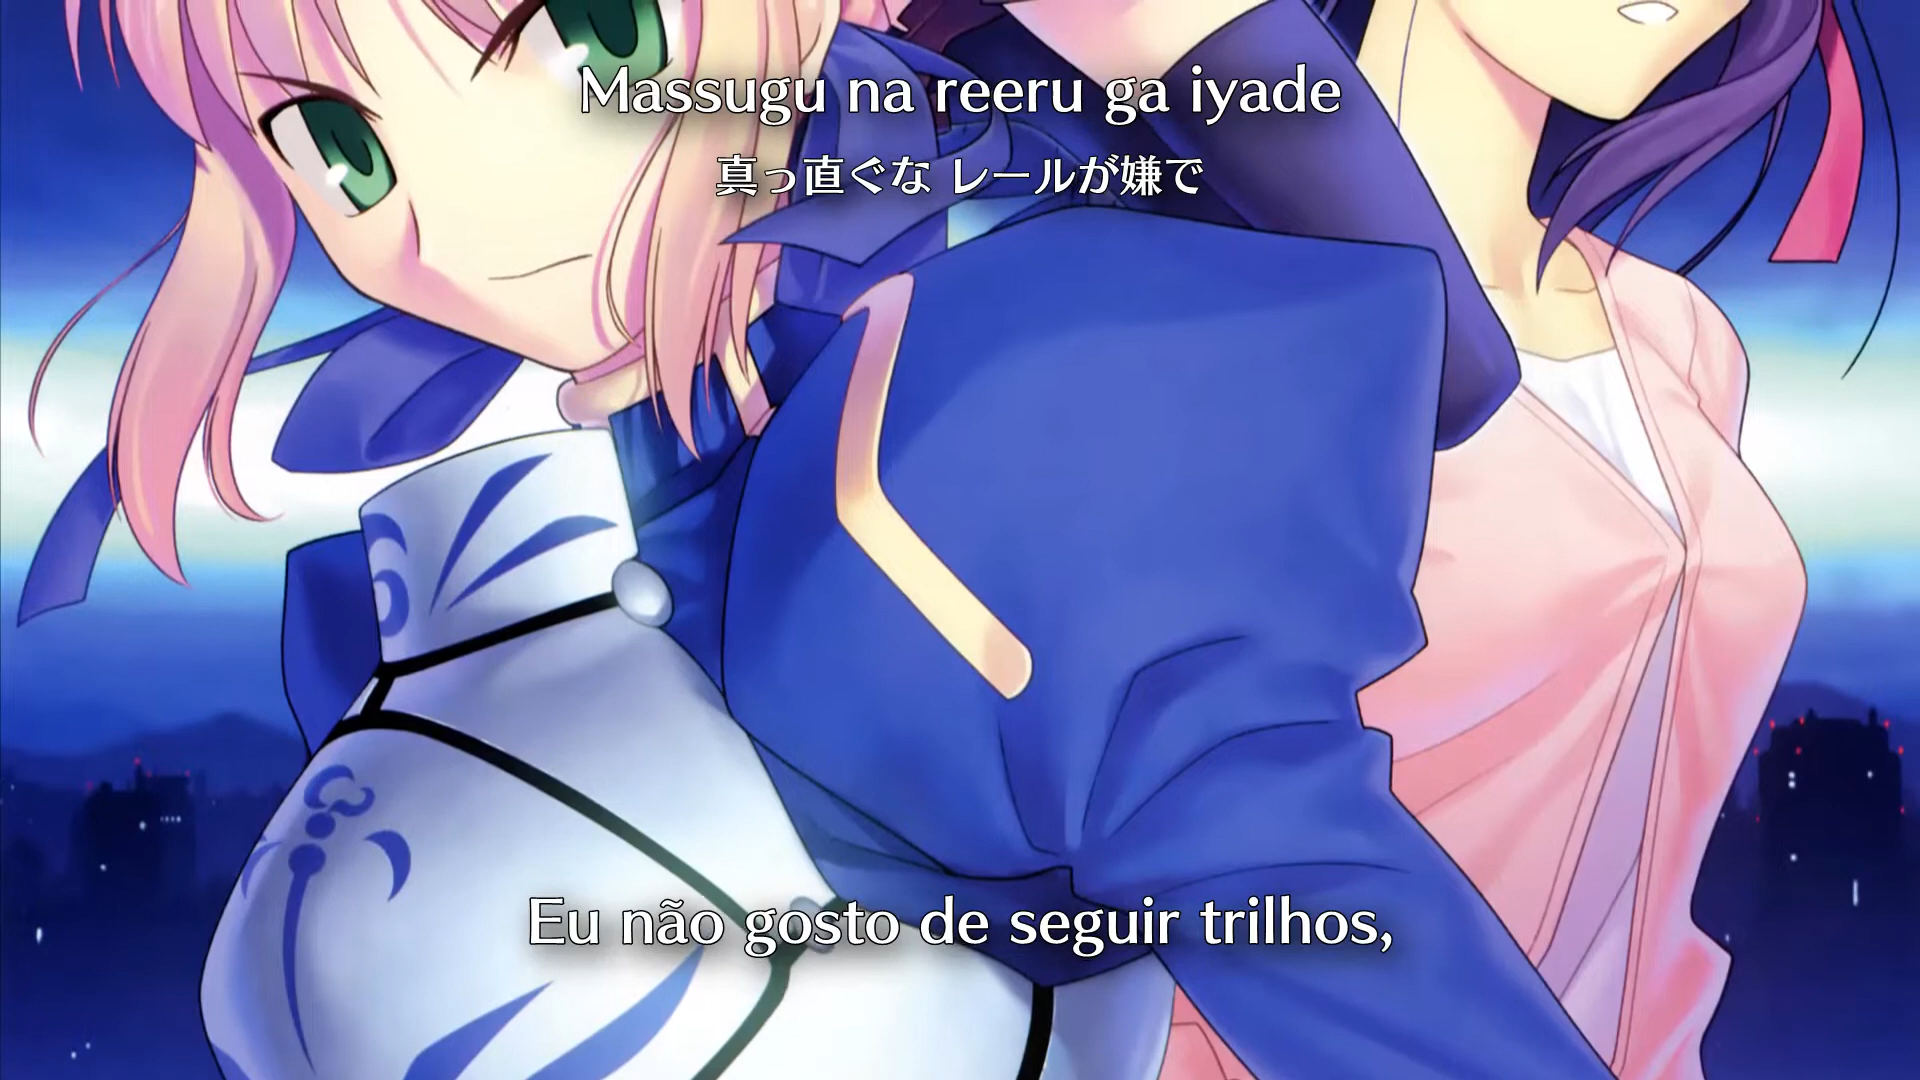 Massugu na reeru ga iyade
真っ直ぐな レールが嫌で
Eu não gosto de seguir trilhos,